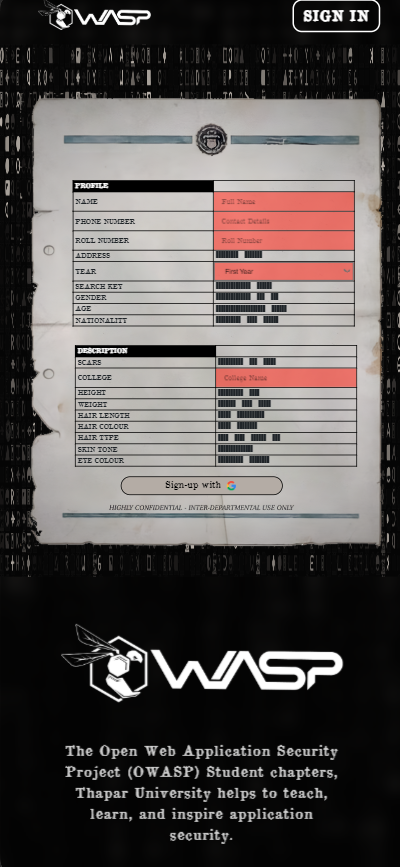 WASP
SIGN IN
PROFILE
NAME Full Name
PHONE NUMBER Contact Details
ROLL NUMBER Roll Number
ADDRESS
YEAR First Year
SEARCH KEY
GENDER
AGE
NATIONALITY
DESCRIPTION
SCARS
COLLEGE College Name
HEIGHT
WEIGHT
HAIR LENGTH
HAIR COLOUR
HAIR TYPE
SKIN TONE
EYE COLOUR
Sign-up with G
HIGHLY CONFIDENTIAL - INTER-DEPARTMENTAL USE ONLY
WASP
The Open Web Application Security
Project (OWASP) Student chapters,
Thapar University helps to teach,
learn, and inspire application
security.